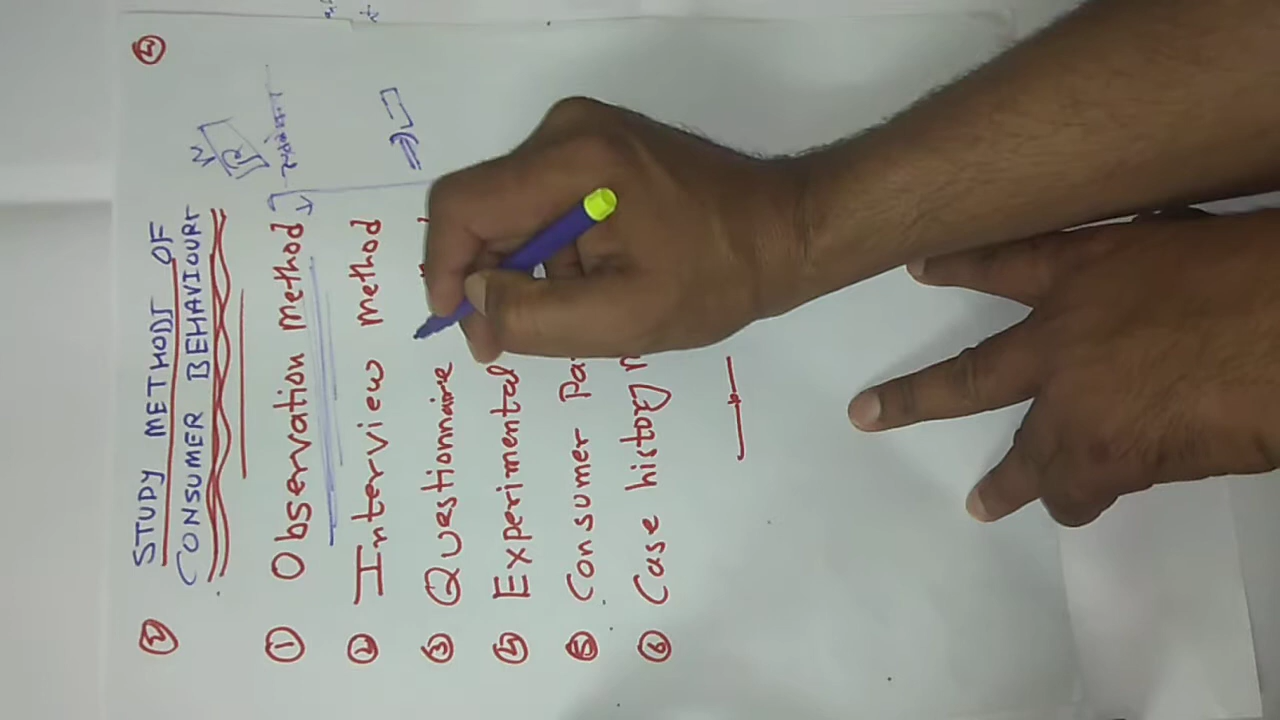 STUDY METHODS OF
CONSUMER BEHAVIOUR
① Observation Method
② Interview Method
③ Questionnaire
④ Experimental
⑤ Consumer Pa
⑥ Case history